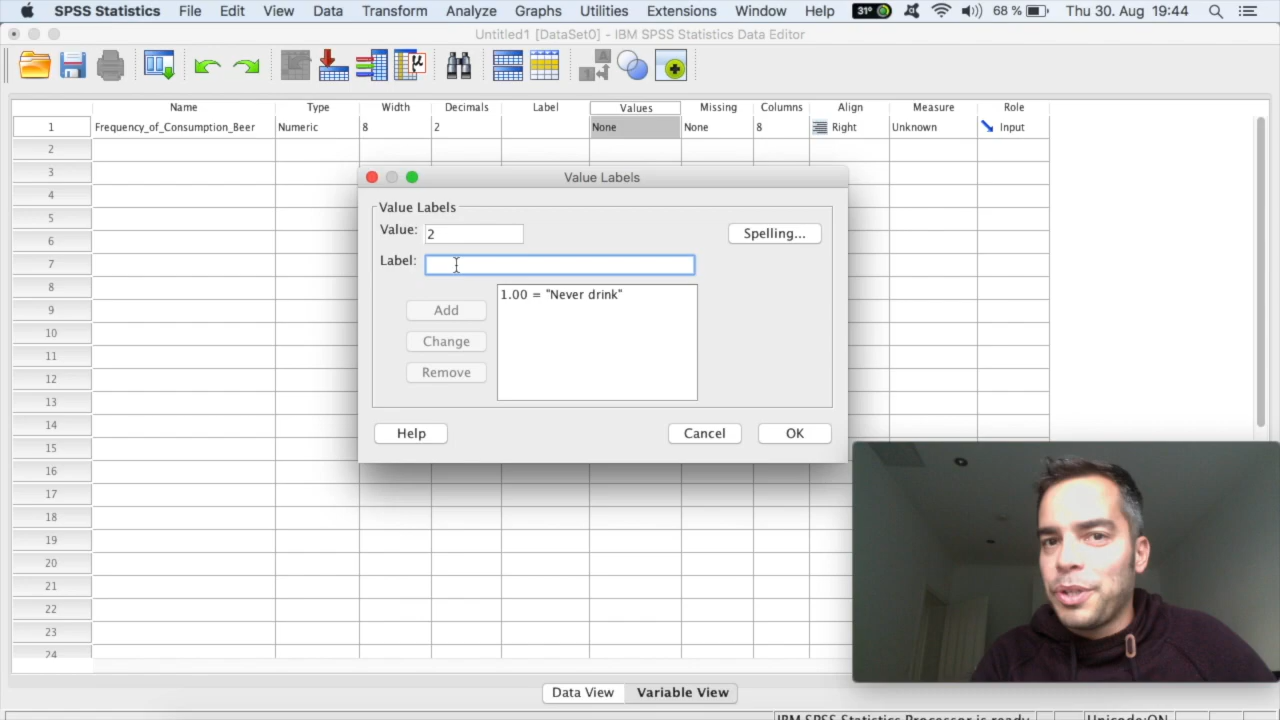 SPSS Statistics File Edit View Data Transform Analyze Graphs Utilities Extensions Window Help 31° 68 % Thu 30. Aug 19:44
Untitled1 [DataSet0] - IBM SPSS Statistics Data Editor
Name Type Width Decimals Label Values Missing Columns Align Measure Role
1 Frequency_of_Consumption_Beer Numeric 8 2 None None 8 Right Unknown Input
2
3
4
5
6
7
8
9
10
11
12
13
14
15
16
17
18
19
20
21
22
23
24
Value Labels
Value Labels
Value: 2 Spelling...
Label:
1.00 = "Never drink"
Add
Change
Remove
Help Cancel OK
Data View Variable View
IBM SPSS Statistics Processor is ready Unicode:ON